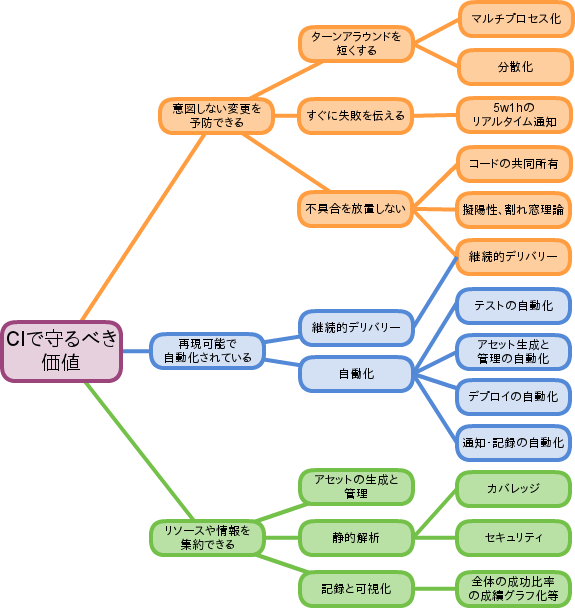 CIで守るべき
価値
意図しない変更を
予防できる
ターンアラウンドを
短くする
マルチプロセス化
分散化
すぐに失敗を伝える
5w1hの
リアルタイム通知
不具合を放置しない
コードの共同所有
擬陽性、割れ窓理論
継続的デリバリー
再現可能で
自動化されている
継続的デリバリー
自働化
テストの自動化
アセット生成と
管理の自動化
デプロイの自動化
通知・記録の自動化
リソースや情報を
集約できる
アセットの生成と
管理
静的解析
カバレッジ
セキュリティ
記録と可視化
全体の成功比率
の成績グラフ化等